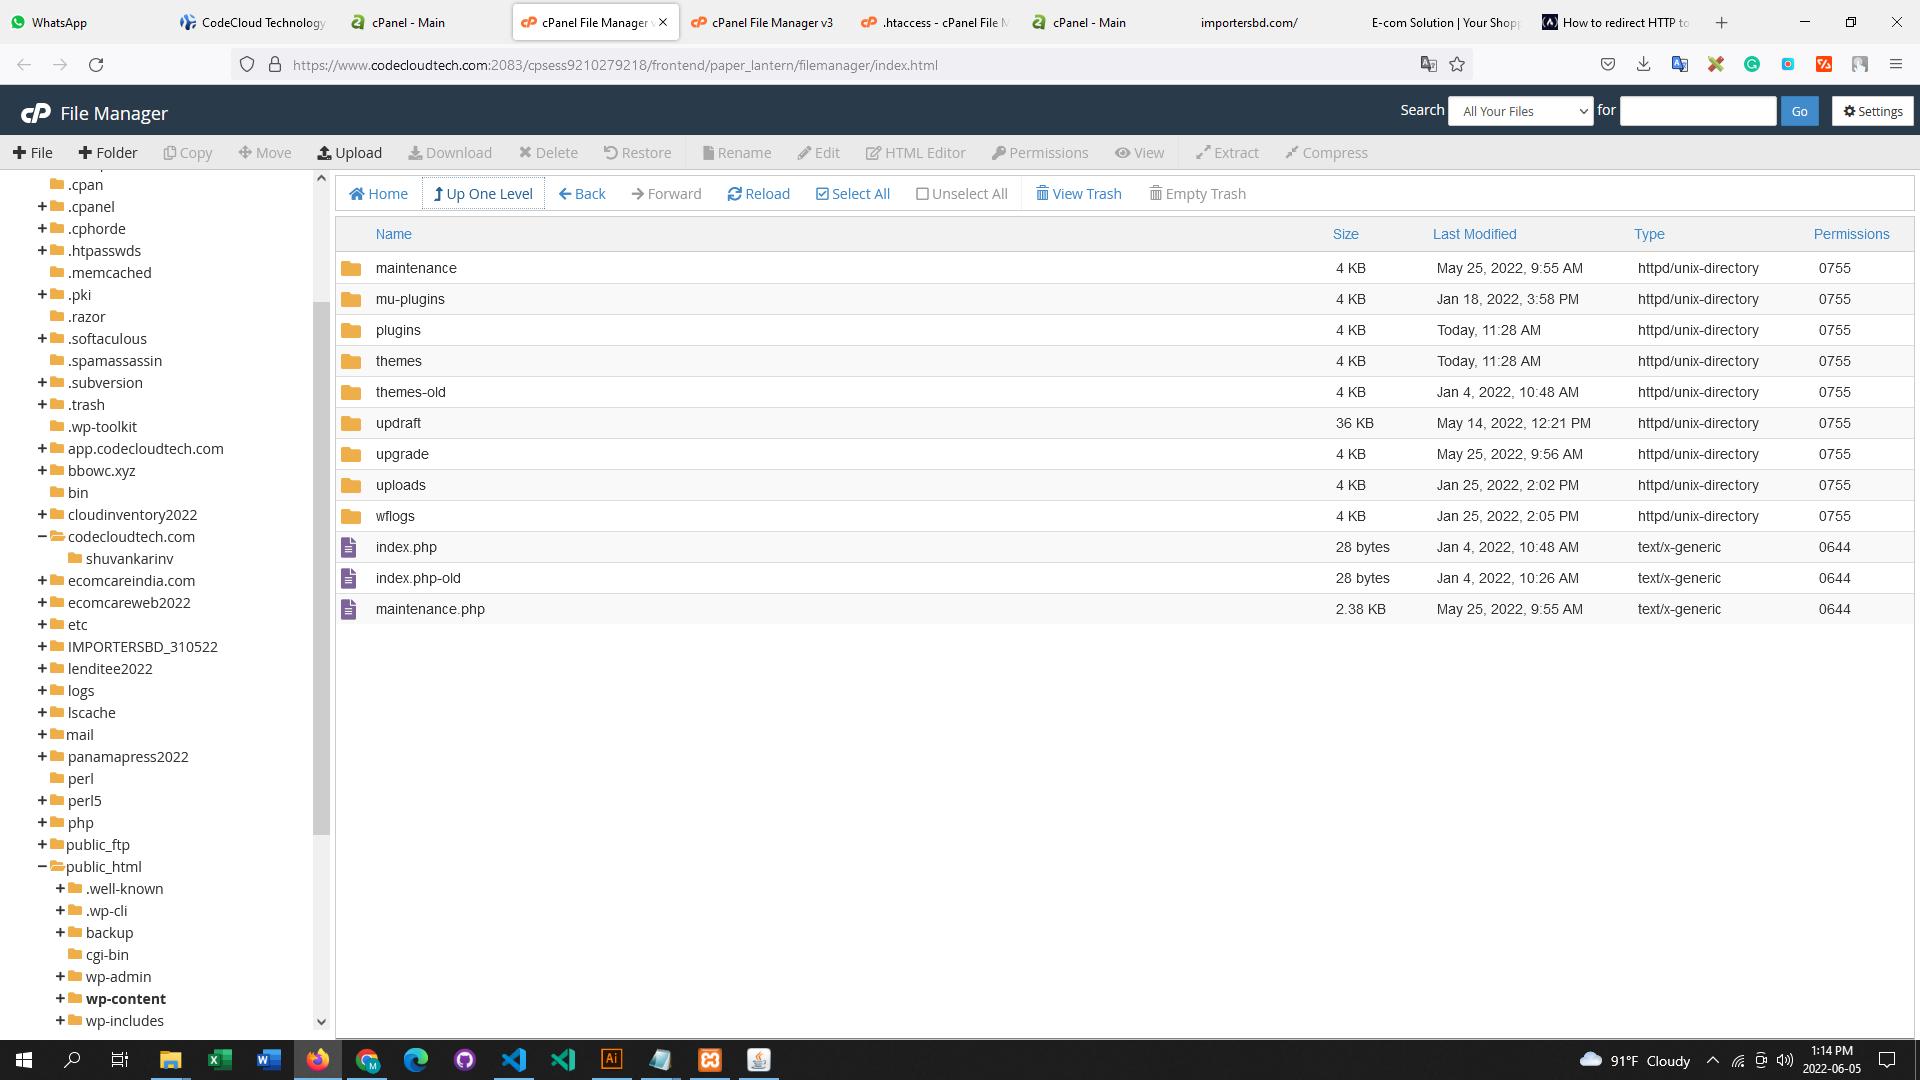 WhatsApp
CodeCloud Technology
cPanel - Main
cPanel File Manager v
cPanel File Manager v3
.htaccess - cPanel File M
cPanel - Main
importersbd.com/
E-com Solution | Your Shopp
How to redirect HTTP to
https://www.codecloudtech.com:2083/cpsess9210279218/frontend/paper_lantern/filemanager/index.html
cP File Manager
Search All Your Files for Go Settings
File Folder Copy Move Upload Download Delete Restore Rename Edit HTML Editor Permissions View Extract Compress
Home Up One Level Back Forward Reload Select All Unselect All View Trash Empty Trash
.cpan
.cpanel
.cphorde
.htpasswds
.memcached
.pki
.razor
.softaculous
.spamassassin
.subversion
.trash
.wp-toolkit
app.codecloudtech.com
bbowc.xyz
bin
cloudinventory2022
codecloudtech.com
shuvankarinv
ecomcareindia.com
ecomcareweb2022
etc
IMPORTERSBD_310522
lenditee2022
logs
lscache
mail
panamapress2022
perl
perl5
php
public_ftp
public_html
.well-known
.wp-cli
backup
cgi-bin
wp-admin
wp-content
wp-includes
Name Size Last Modified Type Permissions
maintenance 4 KB May 25, 2022, 9:55 AM httpd/unix-directory 0755
mu-plugins 4 KB Jan 18, 2022, 3:58 PM httpd/unix-directory 0755
plugins 4 KB Today, 11:28 AM httpd/unix-directory 0755
themes 4 KB Today, 11:28 AM httpd/unix-directory 0755
themes-old 4 KB Jan 4, 2022, 10:48 AM httpd/unix-directory 0755
updraft 36 KB May 14, 2022, 12:21 PM httpd/unix-directory 0755
upgrade 4 KB May 25, 2022, 9:56 AM httpd/unix-directory 0755
uploads 4 KB Jan 25, 2022, 2:02 PM httpd/unix-directory 0755
wflogs 4 KB Jan 25, 2022, 2:05 PM httpd/unix-directory 0755
index.php 28 bytes Jan 4, 2022, 10:48 AM text/x-generic 0644
index.php-old 28 bytes Jan 4, 2022, 10:26 AM text/x-generic 0644
maintenance.php 2.38 KB May 25, 2022, 9:55 AM text/x-generic 0644
91°F Cloudy
1:14 PM
2022-06-05